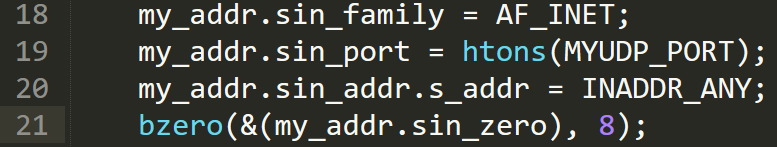 18 my_addr.sin_family = AF_INET;
19 my_addr.sin_port = htons(MYUDP_PORT);
20 my_addr.sin_addr.s_addr = INADDR_ANY;
21 bzero(&(my_addr.sin_zero), 8);